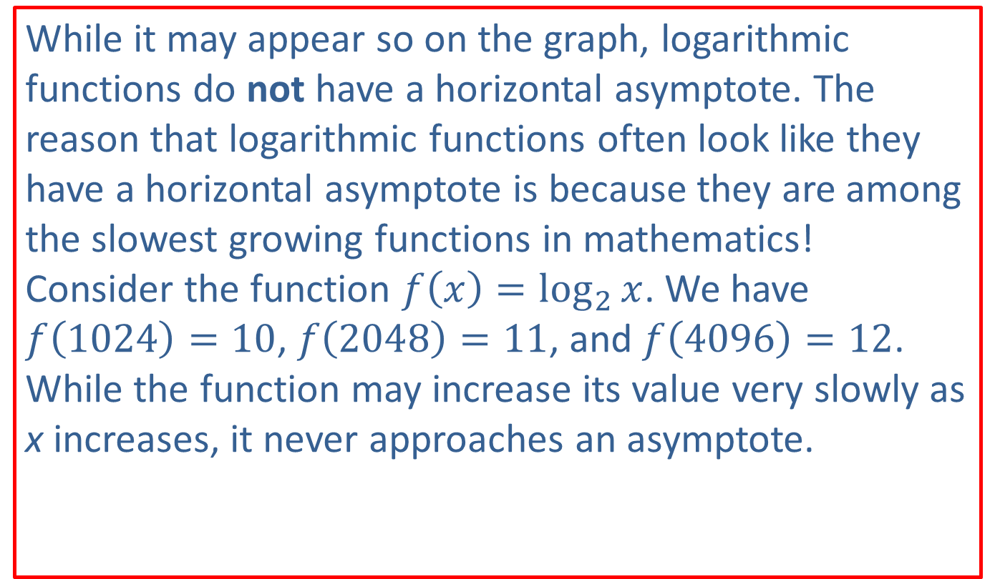 While it may appear so on the graph, logarithmic
functions do not have a horizontal asymptote. The
reason that logarithmic functions often look like they
have a horizontal asymptote is because they are among
the slowest growing functions in mathematics!
Consider the function f(x) = log₂ x. We have
f(1024) = 10, f(2048) = 11, and f(4096) = 12.
While the function may increase its value very slowly as
x increases, it never approaches an asymptote.